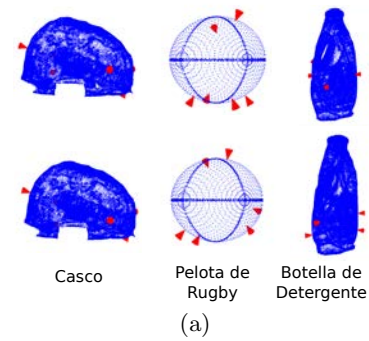 Casco
Pelota de
Rugby
Botella de
Detergente
(a)